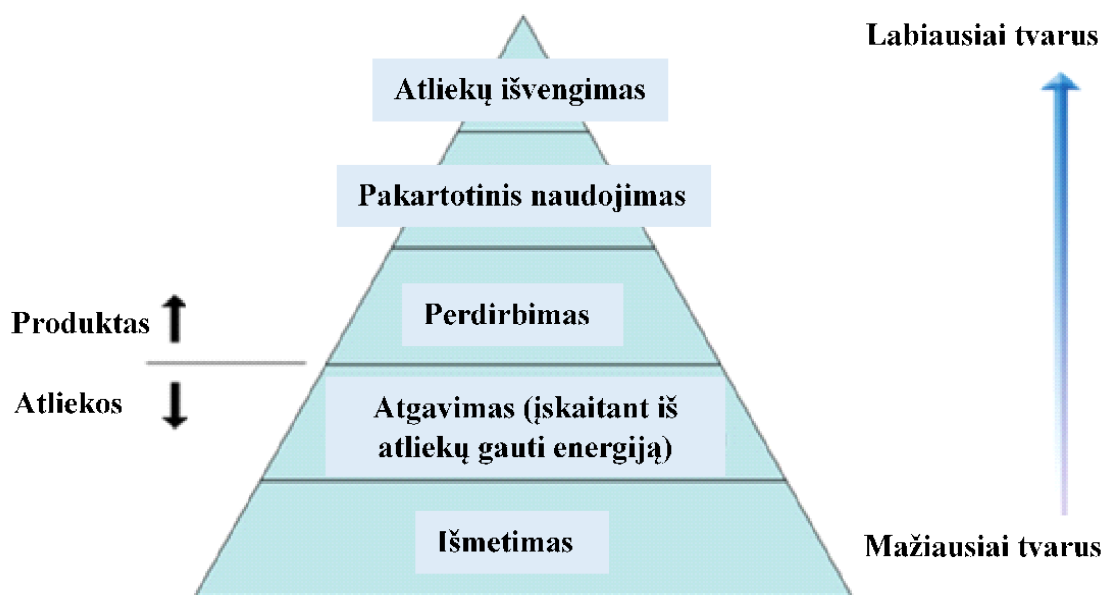 Labiausiai tvarus
Atliekų išvengimas
Pakartotinis naudojimas
Perdirbimas
Produktas
Atliekos
Atgavimas (įskaitant iš
atliekų gauti energiją)
Išmetimas
Mažiausiai tvarus